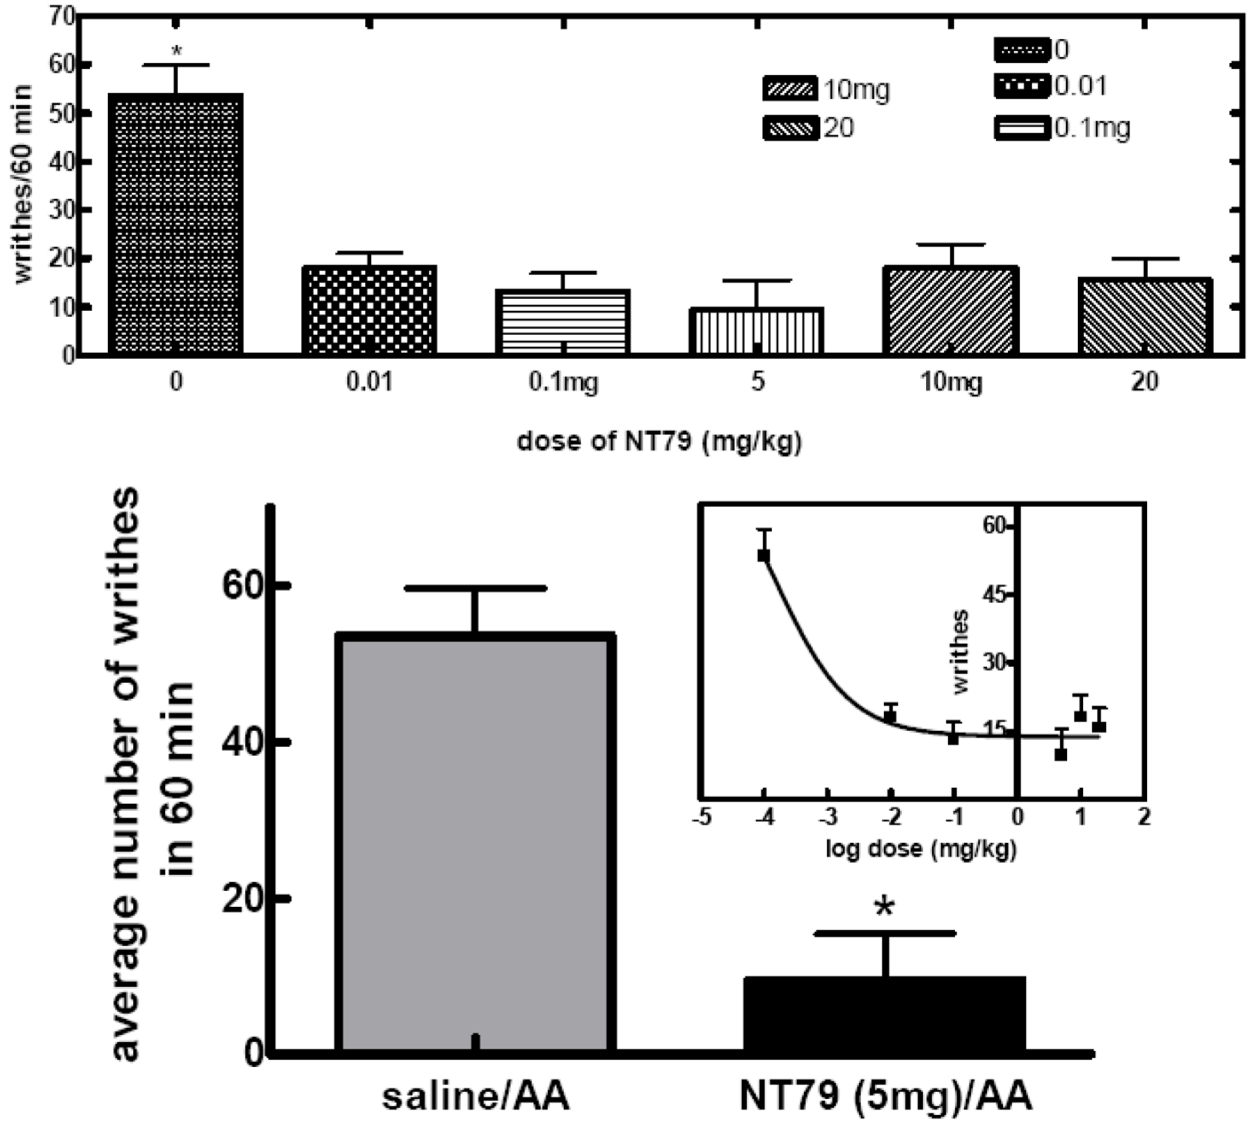 70
60
50
40
30
20
10
0
writhes/60 min
*
10mg
20
0
0.01
0.1mg
0 0.01 0.1mg 5 10mg 20
dose of NT79 (mg/kg)
average number of writhes
in 60 min
60
40
20
0
*
saline/AA NT79 (5mg)/AA
writhes
60
45
30
15
-5 -4 -3 -2 -1 0 1 2
log dose (mg/kg)